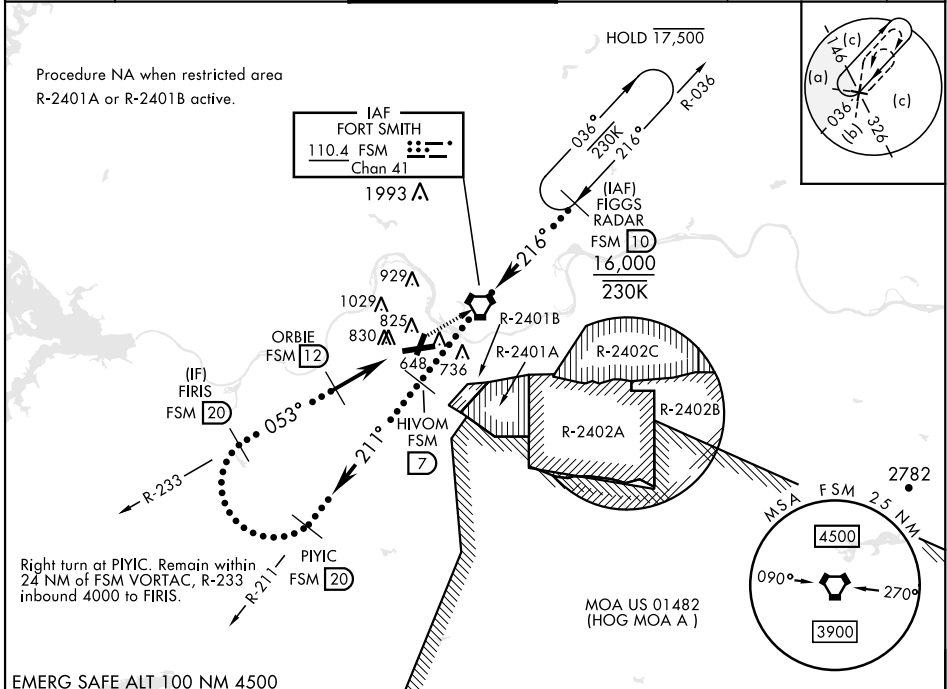 HOLD 17,500
Procedure NA when restricted area
R-2401A or R-2401B active.
IAF
FORT SMITH
110.4 FSM
Chan 41
1993
036°
230K
216°
R-036
(IAF)
FIGGS
RADAR
FSM 10
16,000
230K
216°
146
(c)
(a)
(c)
036
(b)
326
929
1029
825
830
648
736
ORBIE
FSM 12
(IF)
FIRIS
FSM 20
053°
211°
HIVOM
FSM
7
R-2401B
R-2401A
R-2402C
R-2402B
R-2402A
R-233
PIYIC
FSM 20
R-211
Right turn at PIYIC. Remain within
24 NM of FSM VORTAC, R-233
inbound 4000 to FIRIS.
2782
MSA FSM 25 NM
4500
090°
270°
3900
MOA US 01482
(HOG MOA A )
EMERG SAFE ALT 100 NM 4500